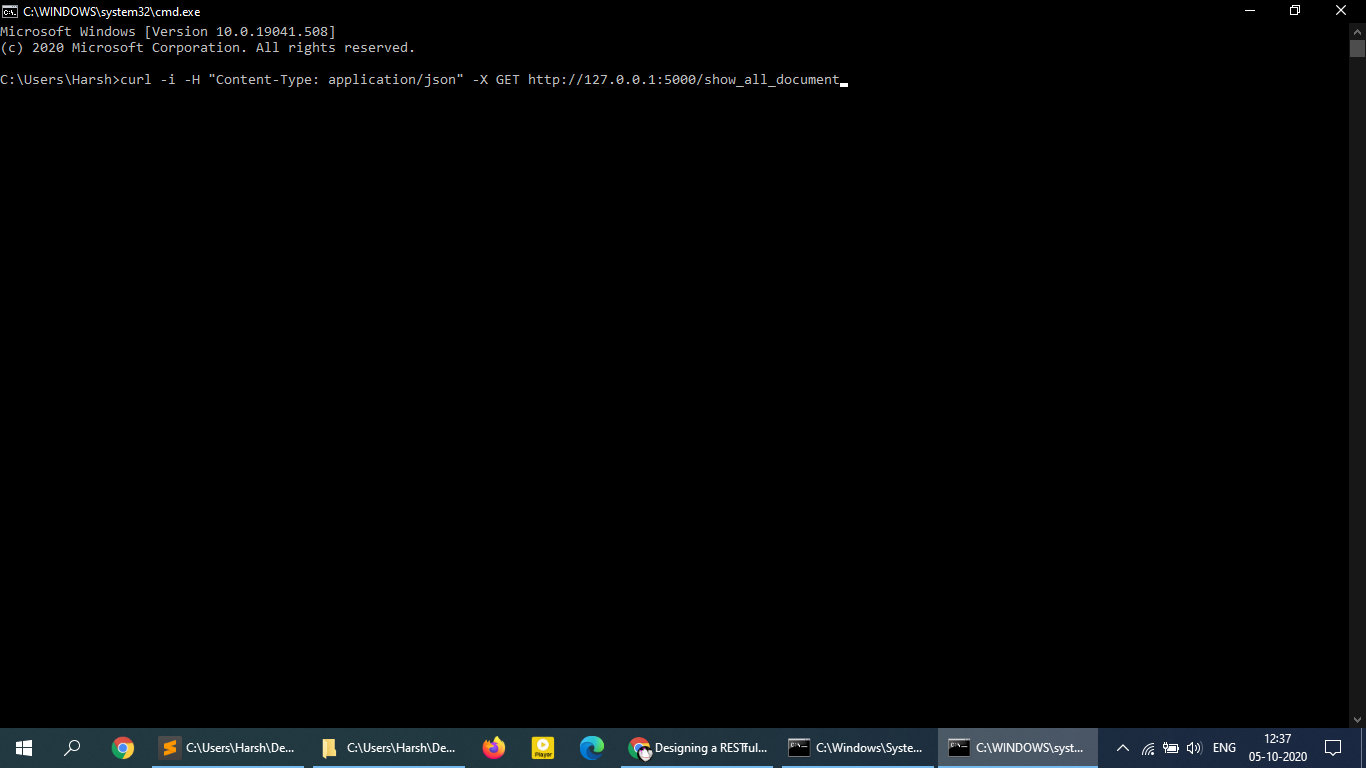 C:\WINDOWS\system32\cmd.exe
Microsoft Windows [Version 10.0.19041.508]
(c) 2020 Microsoft Corporation. All rights reserved.
C:\Users\Harsh>curl -i -H "Content-Type: application/json" -X GET http://127.0.0.1:5000/show_all_document
C:\Users\Harsh\De...
C:\Users\Harsh\De...
Player
Designing a RESTful...
C:\Windows\Syste...
C:\WINDOWS\syst...
ENG
12:37
05-10-2020